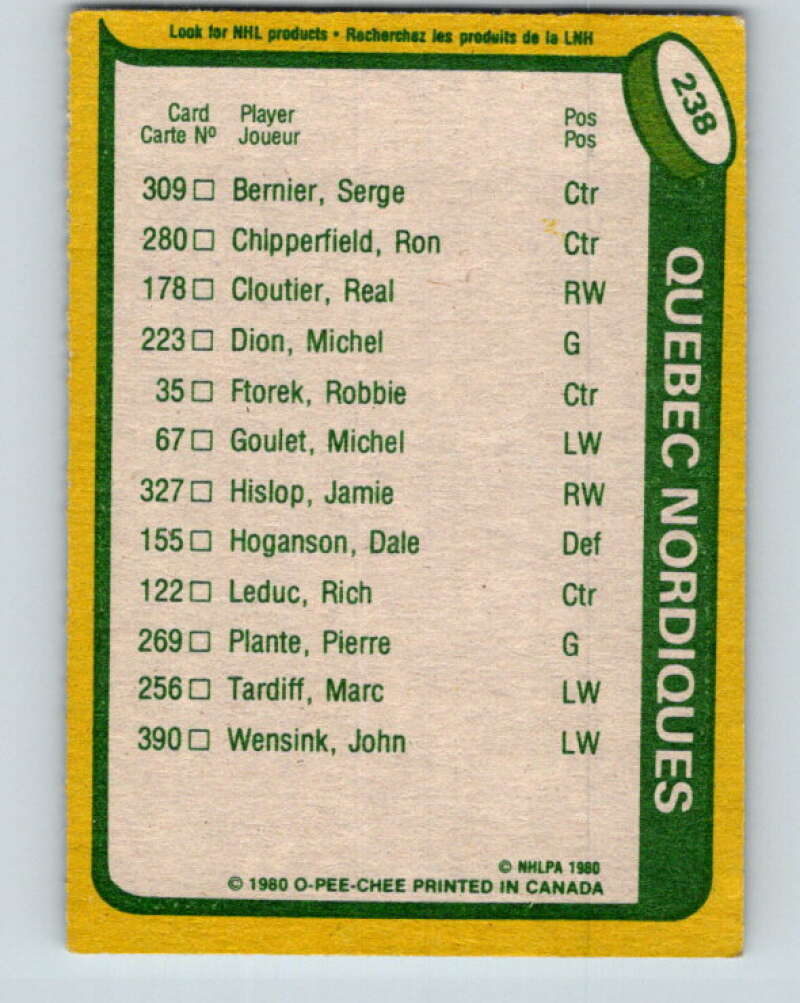 Look for NHL products • Recherchez les produits de la LNH
238
Card Player Pos
Carte Nº Joueur Pos
309 □ Bernier, Serge Ctr
280 □ Chipperfield, Ron Ctr
178 □ Cloutier, Real RW
223 □ Dion, Michel G
35 □ Ftorek, Robbie Ctr
67 □ Goulet, Michel LW
327 □ Hislop, Jamie RW
155 □ Hoganson, Dale Def
122 □ Leduc, Rich Ctr
269 □ Plante, Pierre G
256 □ Tardiff, Marc LW
390 □ Wensink, John LW
QUEBEC NORDIQUES
© NHLPA 1980
© 1980 O-PEE-CHEE PRINTED IN CANADA